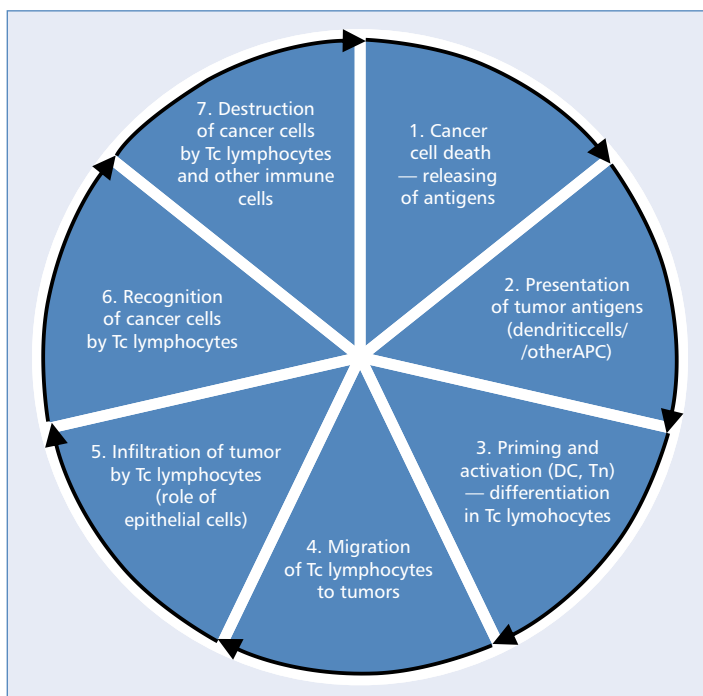 1. Cancer
cell death
— releasing
of antigens
2. Presentation
of tumor antigens
(dendriticcells/
/otherAPC)
3. Priming and
activation (DC, Tn)
— differentiation
in Tc lymohocytes
4. Migration
of Tc lymphocytes
to tumors
5. Infiltration of tumor
by Tc lymphocytes
(role of
epithelial cells)
6. Recognition
of cancer cells
by Tc lymphocytes
7. Destruction
of cancer cells
by Tc lymphocytes
and other immune
cells